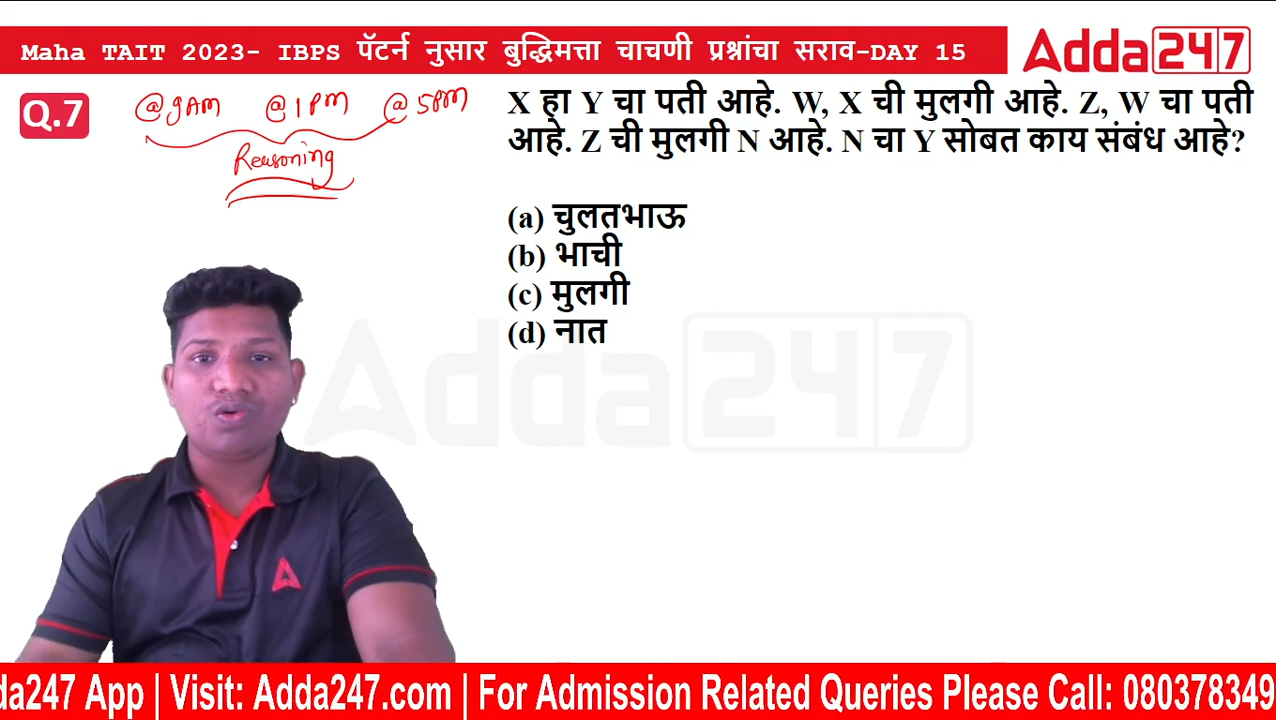 Maha TAIT 2023- IBPS पॅटर्न नुसार बुद्धिमत्ता चाचणी प्रश्नांचा सराव-DAY 15
Adda247
Q.7
@9AM @1PM @5PM
Reasoning
X हा Y चा पती आहे. W, X ची मुलगी आहे. Z, W चा पती
आहे. Z ची मुलगी N आहे. N चा Y सोबत काय संबंध आहे?
(a) चुलतभाऊ
(b) भाची
(c) मुलगी
(d) नात
Adda247
da247 App | Visit: Adda247.com | For Admission Related Queries Please Call: 080378349